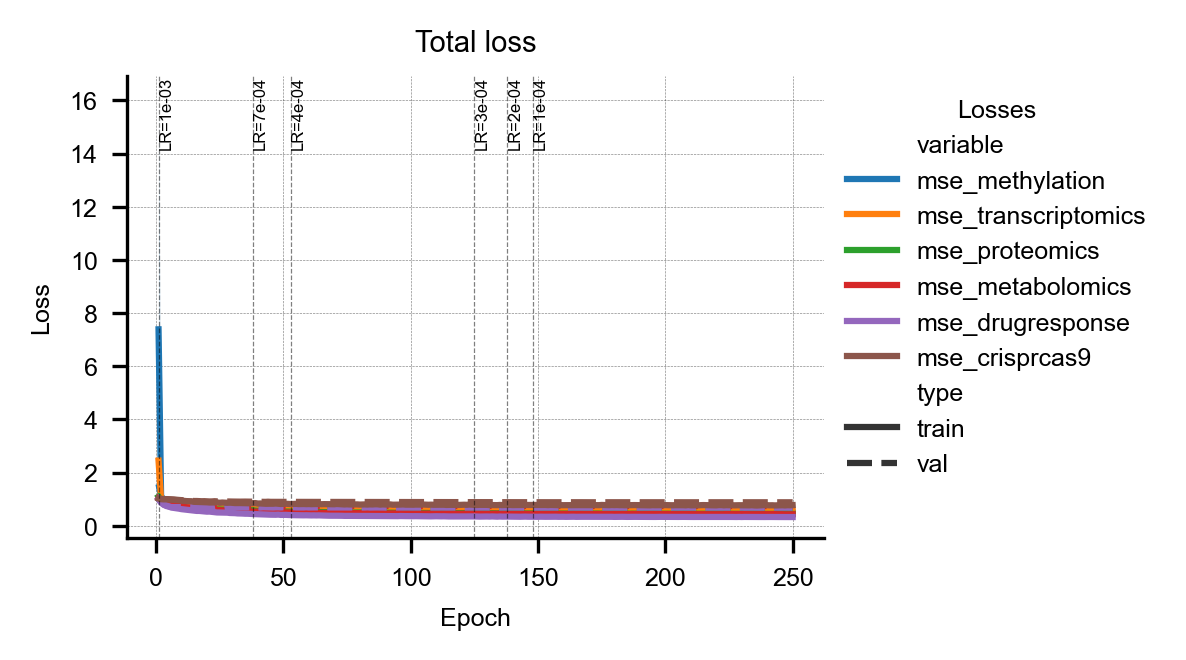 Total loss
16
14
12
10
8
6
4
2
0
Loss
LR=1e-03
LR=7e-04
LR=4e-04
LR=3e-04
LR=2e-04
LR=1e-04
0
50
100
150
200
250
Epoch
Losses
variable
mse_methylation
mse_transcriptomics
mse_proteomics
mse_metabolomics
mse_drugresponse
mse_crisprcas9
type
train
val